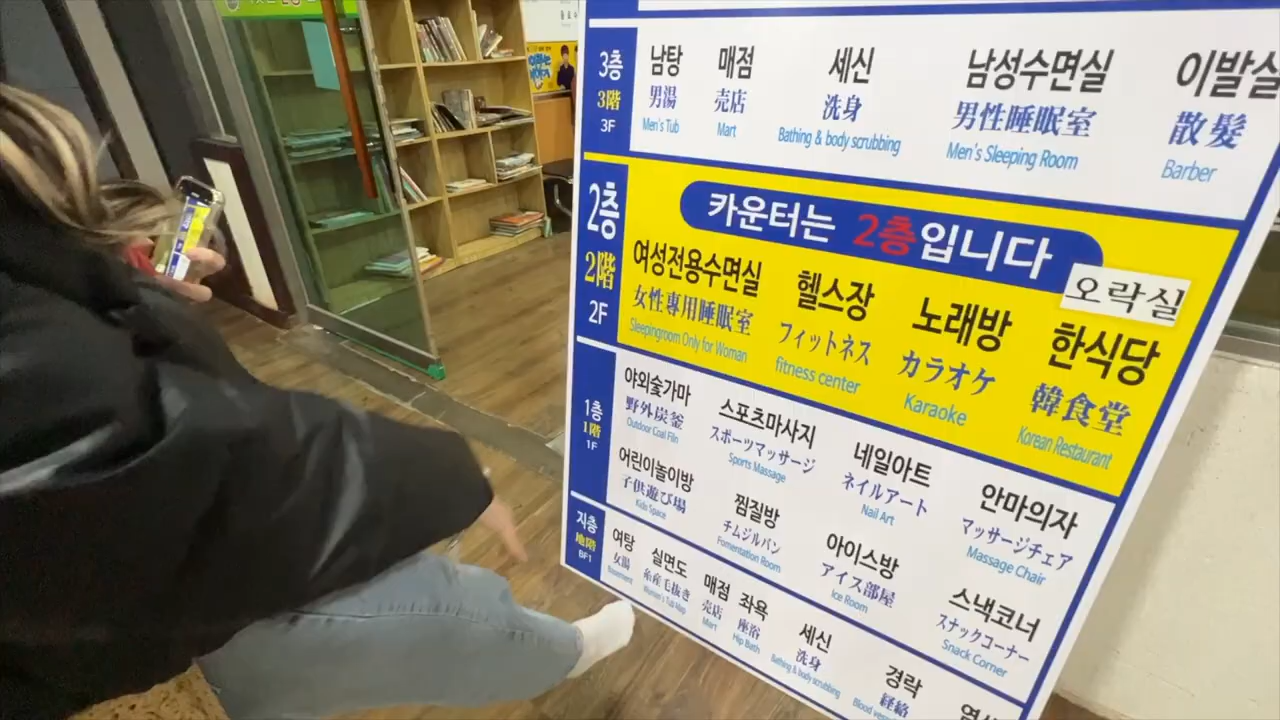 3층
3階
3F
남탕 매점 세신 남성수면실 이발실
男湯 売店 洗身 男性睡眠室 散髪
Men's Tub Mart Bathing & body scrubbing Men's Sleeping Room Barber
2층
2階
2F
카운터는 2층입니다
오락실
여성전용수면실 헬스장 노래방 한식당
女性専用睡眠室 フィットネス カラオケ 韓食堂
Sleepingroom Only for Woman fitness center Karaoke Korean Restaurant
1층
1階
1F
야외숯가마 스포츠마사지 네일아트 안마의자
野外炭釜 スポーツマッサージ ネイルアート マッサージチェア
Outdoor Coal Sports Massage Nail Art Massage Chair
어린이놀이방 찜질방 아이스방 스낵코너
子供遊び場 チムジルバン アイス部屋 スナックコーナー
Kids Space Fomentation Room Ice Room Snack Corner
지층
地階
BF1
여탕 실면도 매점 좌욕 세신 경락
女湯 糸産毛抜き 売店 座浴 洗身 経絡
Basement Mart Hip Bath Bathing & body scrubbing Blood